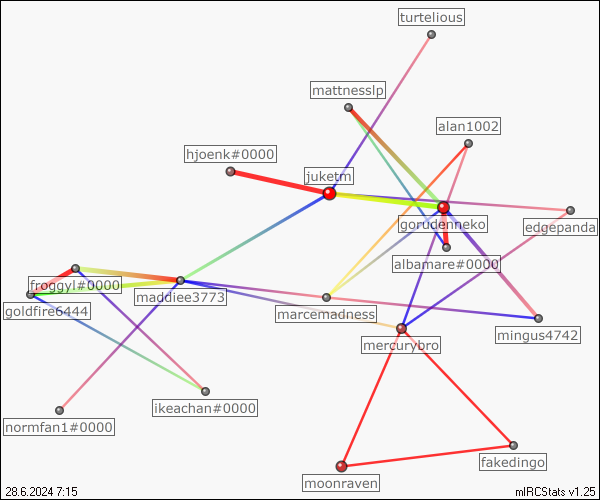 turtelious
mattnesslp
alan1002
hjoenk#0000
juketm
gorudenneko
edgepanda
albamare#0000
froggyl#0000
maddiee3773
goldfire6444
marcemadness
mingus4742
mercurybro
ikeachan#0000
normfan1#0000
fakedingo
moonraven
28.6.2024 7:15
mIRCStats v1.25